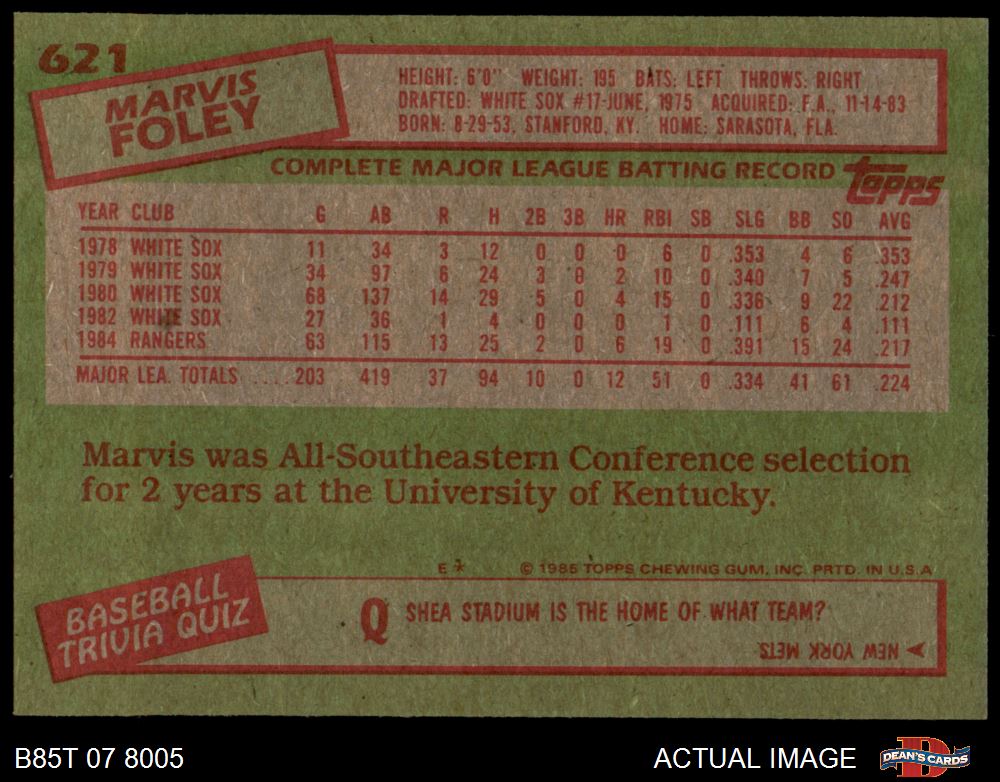 621
MARVIS
FOLEY
HEIGHT: 6'0" WEIGHT: 195 BATS: LEFT THROWS: RIGHT
DRAFTED: WHITE SOX #17-JUNE, 1975 ACQUIRED: F.A., 11-14-83
BORN: 8-29-53, STANFORD, KY. HOME: SARASOTA, FLA.
COMPLETE MAJOR LEAGUE BATTING RECORD topps
YEAR CLUB G AB R H 2B 3B HR RBI SB SLG BB SO AVG
1978 WHITE SOX 11 34 3 12 0 0 0 6 0 .353 4 6 .353
1979 WHITE SOX 34 97 6 24 3 0 2 10 0 .340 7 5 .247
1980 WHITE SOX 68 137 14 29 5 0 4 15 0 .336 9 22 .212
1982 WHITE SOX 27 36 1 4 0 0 0 1 0 .111 6 4 .111
1984 RANGERS 63 115 13 25 2 0 6 19 0 .391 15 24 .217
MAJOR LEA. TOTALS ....203 419 37 94 10 0 12 51 0 .334 41 61 .224
Marvis was All-Southeastern Conference selection
for 2 years at the University of Kentucky.
E * © 1985 TOPPS CHEWING GUM, INC. PRTD. IN U.S.A.
BASEBALL
TRIVIA QUIZ
Q SHEA STADIUM IS THE HOME OF WHAT TEAM?
NEW YORK METS
B85T 07 8005 ACTUAL IMAGE DEAN'S CARDS